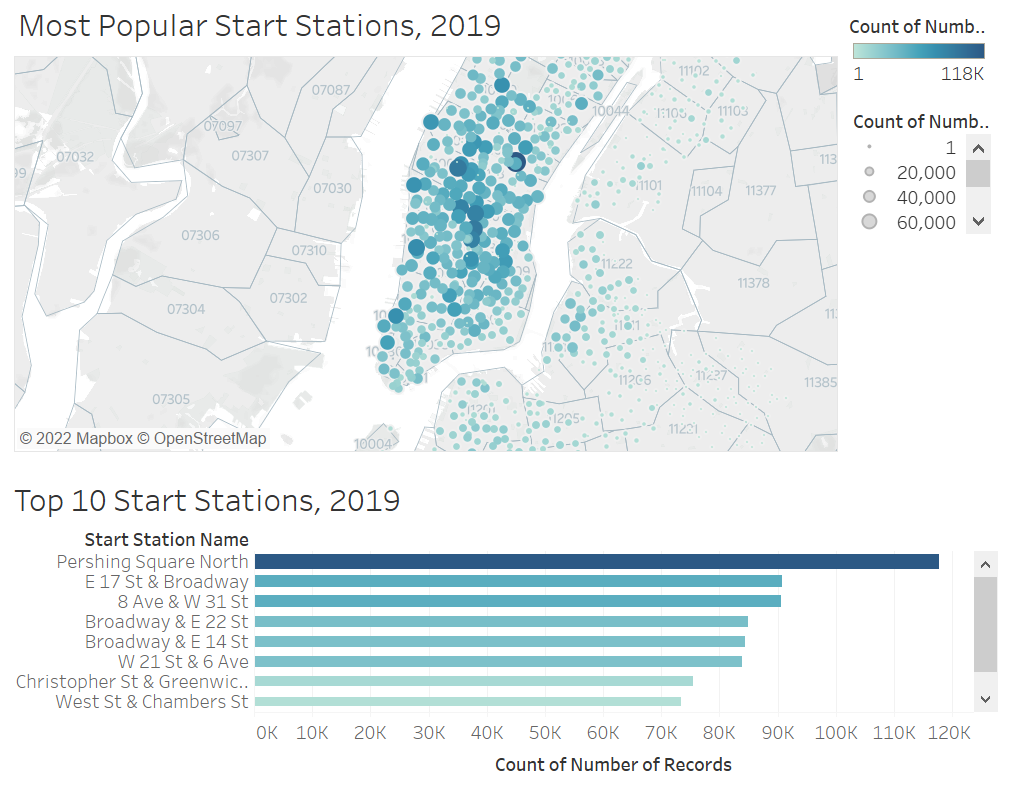 Most Popular Start Stations, 2019
Count of Numb..
1 118K
Count of Numb..
1
20,000
40,000
60,000
11102
07087
10044
11103
07097
07032
07307
113
07030
11101
11104
11377
07306
07310
11222
11378
07302
07304
11385
07305
11205
11221
10004
© 2022 Mapbox © OpenStreetMap
Top 10 Start Stations, 2019
Start Station Name
Pershing Square North
E 17 St & Broadway
8 Ave & W 31 St
Broadway & E 22 St
Broadway & E 14 St
W 21 St & 6 Ave
Christopher St & Greenwic..
West St & Chambers St
0K 10K 20K 30K 40K 50K 60K 70K 80K 90K 100K 110K 120K
Count of Number of Records